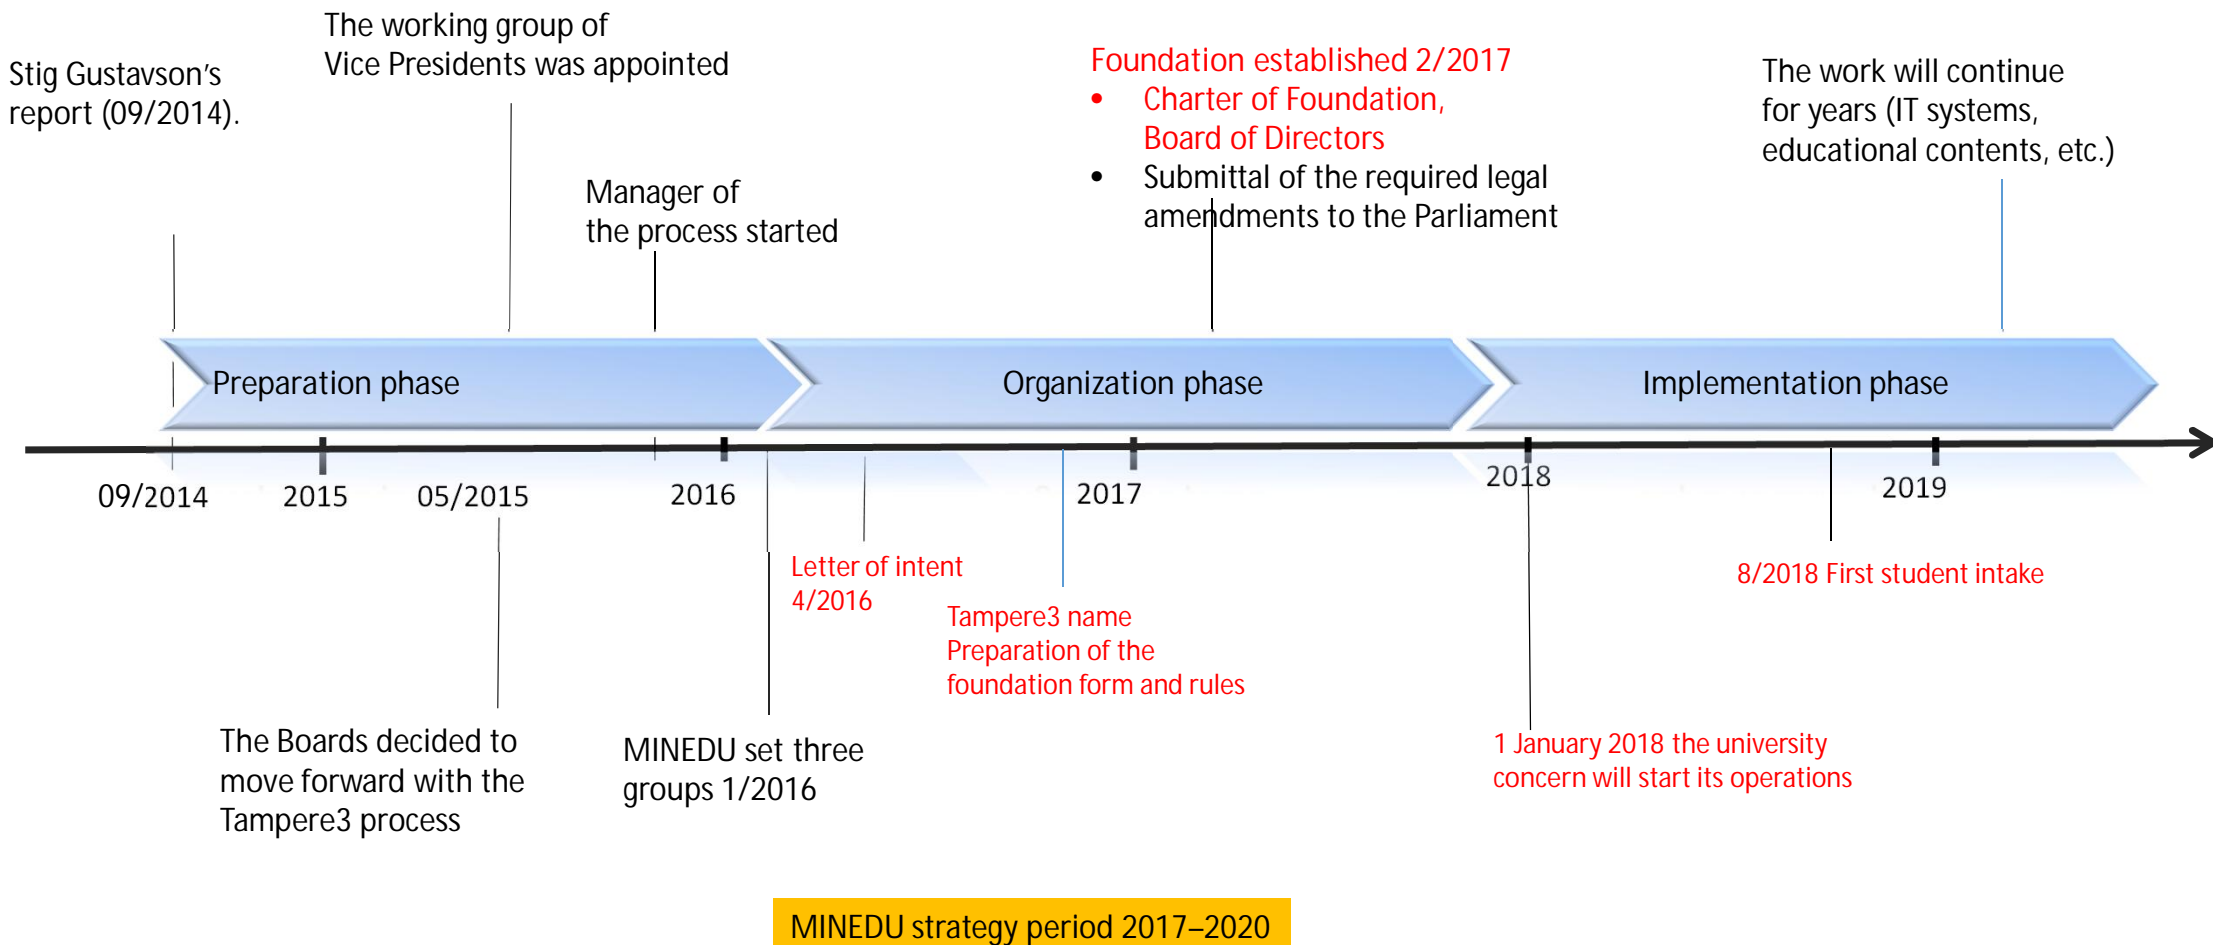 Stig Gustavson's
report (09/2014).
The working group of
Vice Presidents was appointed
Manager of
the process started
Foundation established 2/2017
• Charter of Foundation,
Board of Directors
• Submittal of the required legal
amendments to the Parliament
The work will continue
for years (IT systems,
educational contents, etc.)
Preparation phase
Organization phase
Implementation phase
09/2014
2015
05/2015
2016
2017
2018
2019
Letter of intent
4/2016
Tampere3 name
Preparation of the
foundation form and rules
8/2018 First student intake
The Boards decided to
move forward with the
Tampere3 process
MINEDU set three
groups 1/2016
1 January 2018 the university
concern will start its operations
MINEDU strategy period 2017–2020